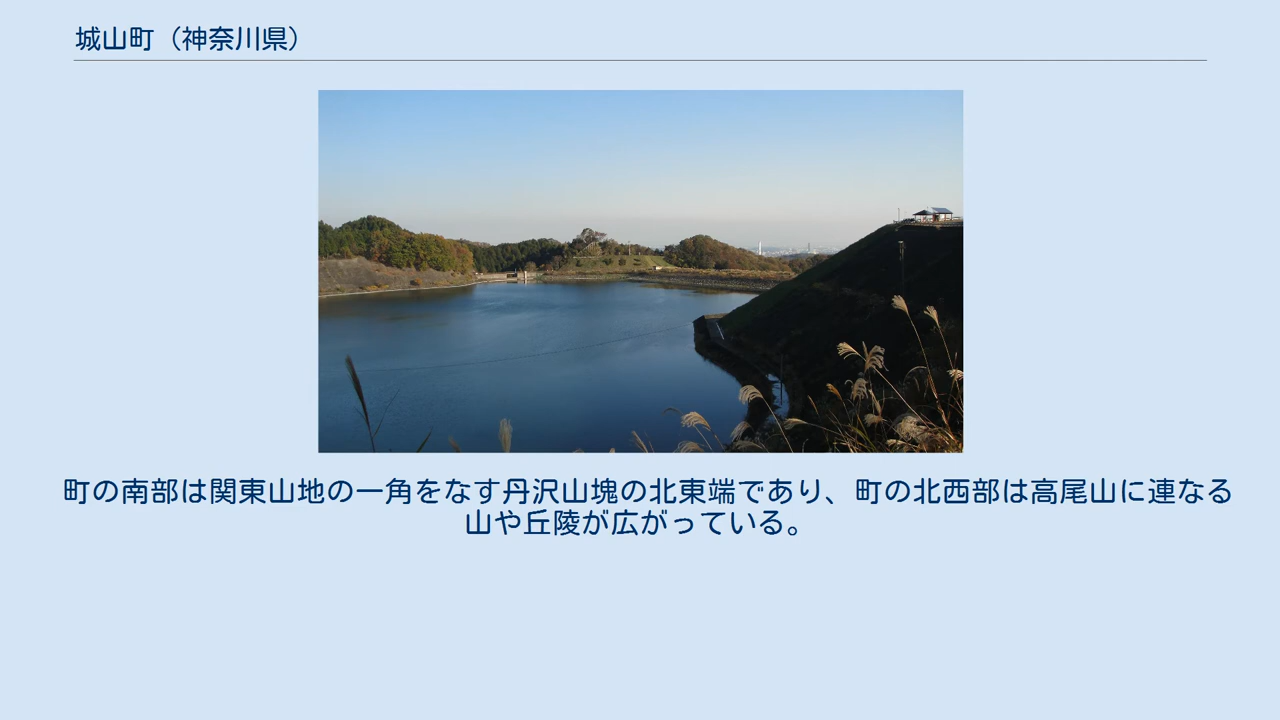 城山町（神奈川県）
町の南部は関東山地の一角をなす丹沢山塊の北東端であり、町の北西部は高尾山に連なる
山や丘陵が広がっている。